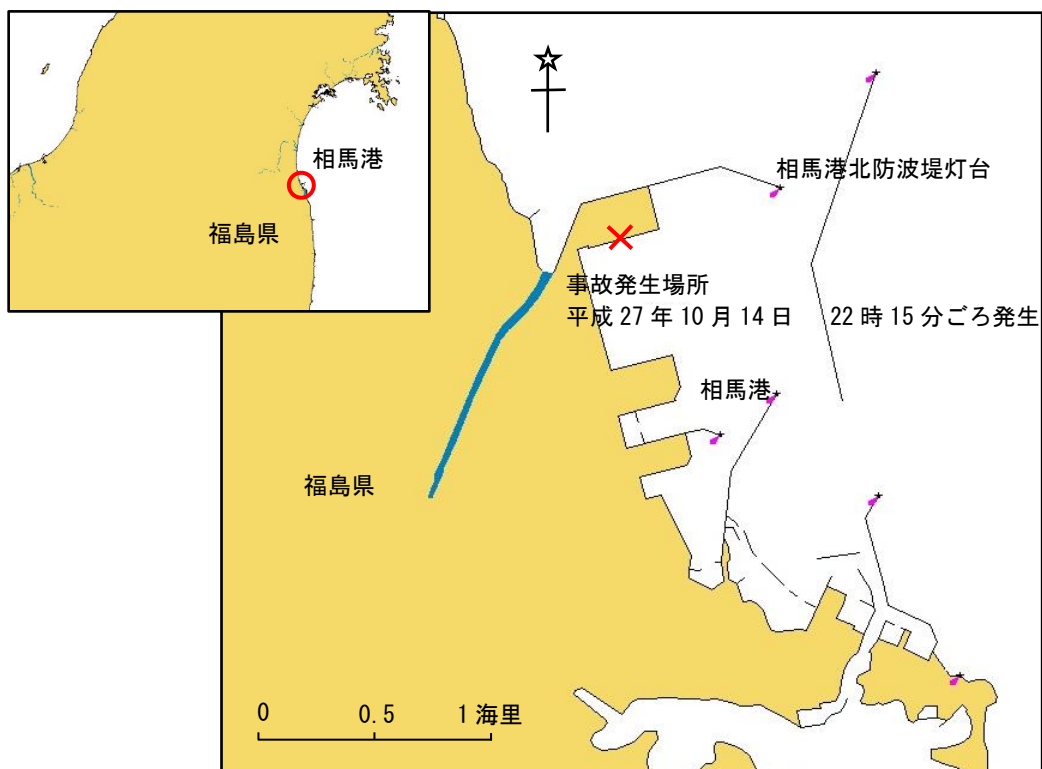 相馬港
福島県
相馬港北防波堤灯台
事故発生場所
平成27年10月14日 22時15分ごろ発生
相馬港
福島県
0 0.5 1海里